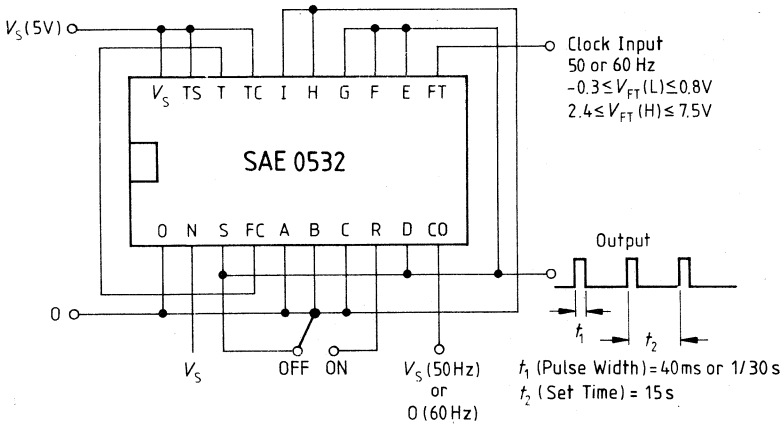 V_S (5V)
V_S TS T TC I H G F E FT
Clock Input
50 or 60 Hz
−0.3 ≤ V_FT (L) ≤ 0.8V
2.4 ≤ V_FT (H) ≤ 7.5V
SAE 0532
O N S FC A B C R D CO
Output
0
V_S
OFF ON
V_S (50Hz)
or
0 (60Hz)
t_1
t_2
t_1 (Pulse Width) = 40ms or 1/30 s
t_2 (Set Time) = 15s